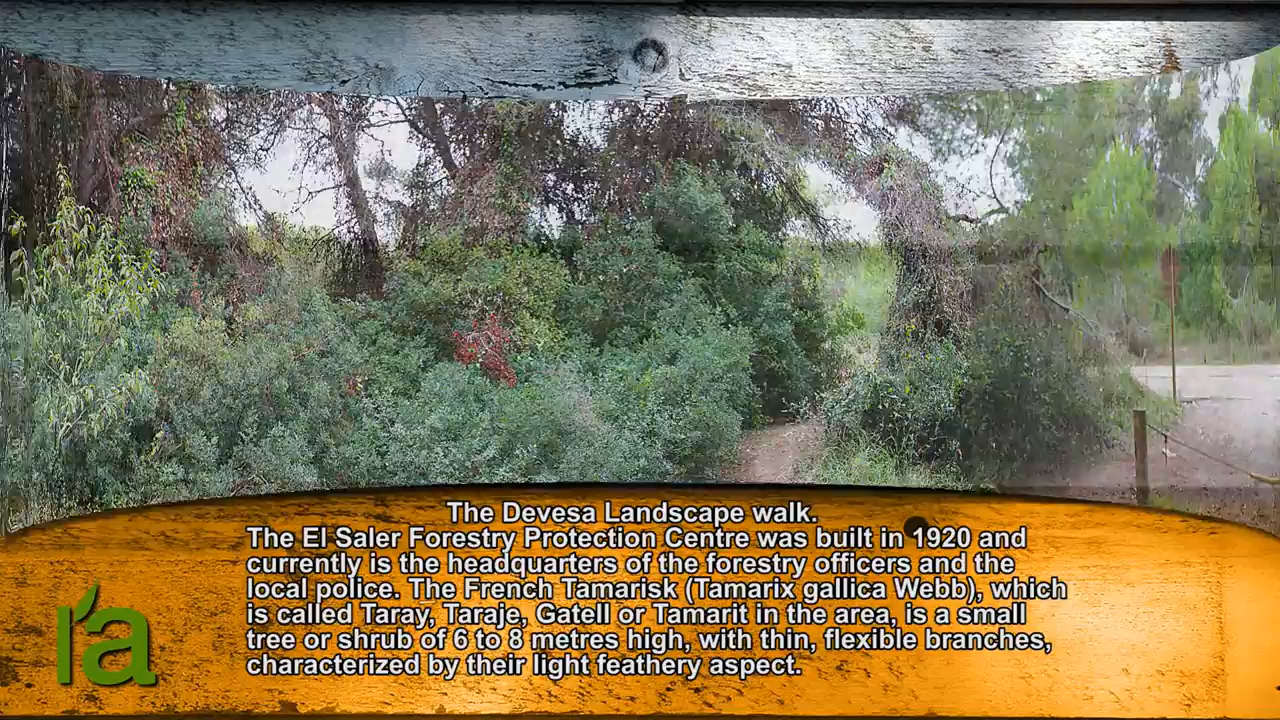 The Devesa Landscape walk.
The El Saler Forestry Protection Centre was built in 1920 and
currently is the headquarters of the forestry officers and the
local police. The French Tamarisk (Tamarix gallica Webb), which
is called Taray, Taraje, Gatell or Tamarit in the area, is a small
tree or shrub of 6 to 8 metres high, with thin, flexible branches,
characterized by their light feathery aspect.
l'a